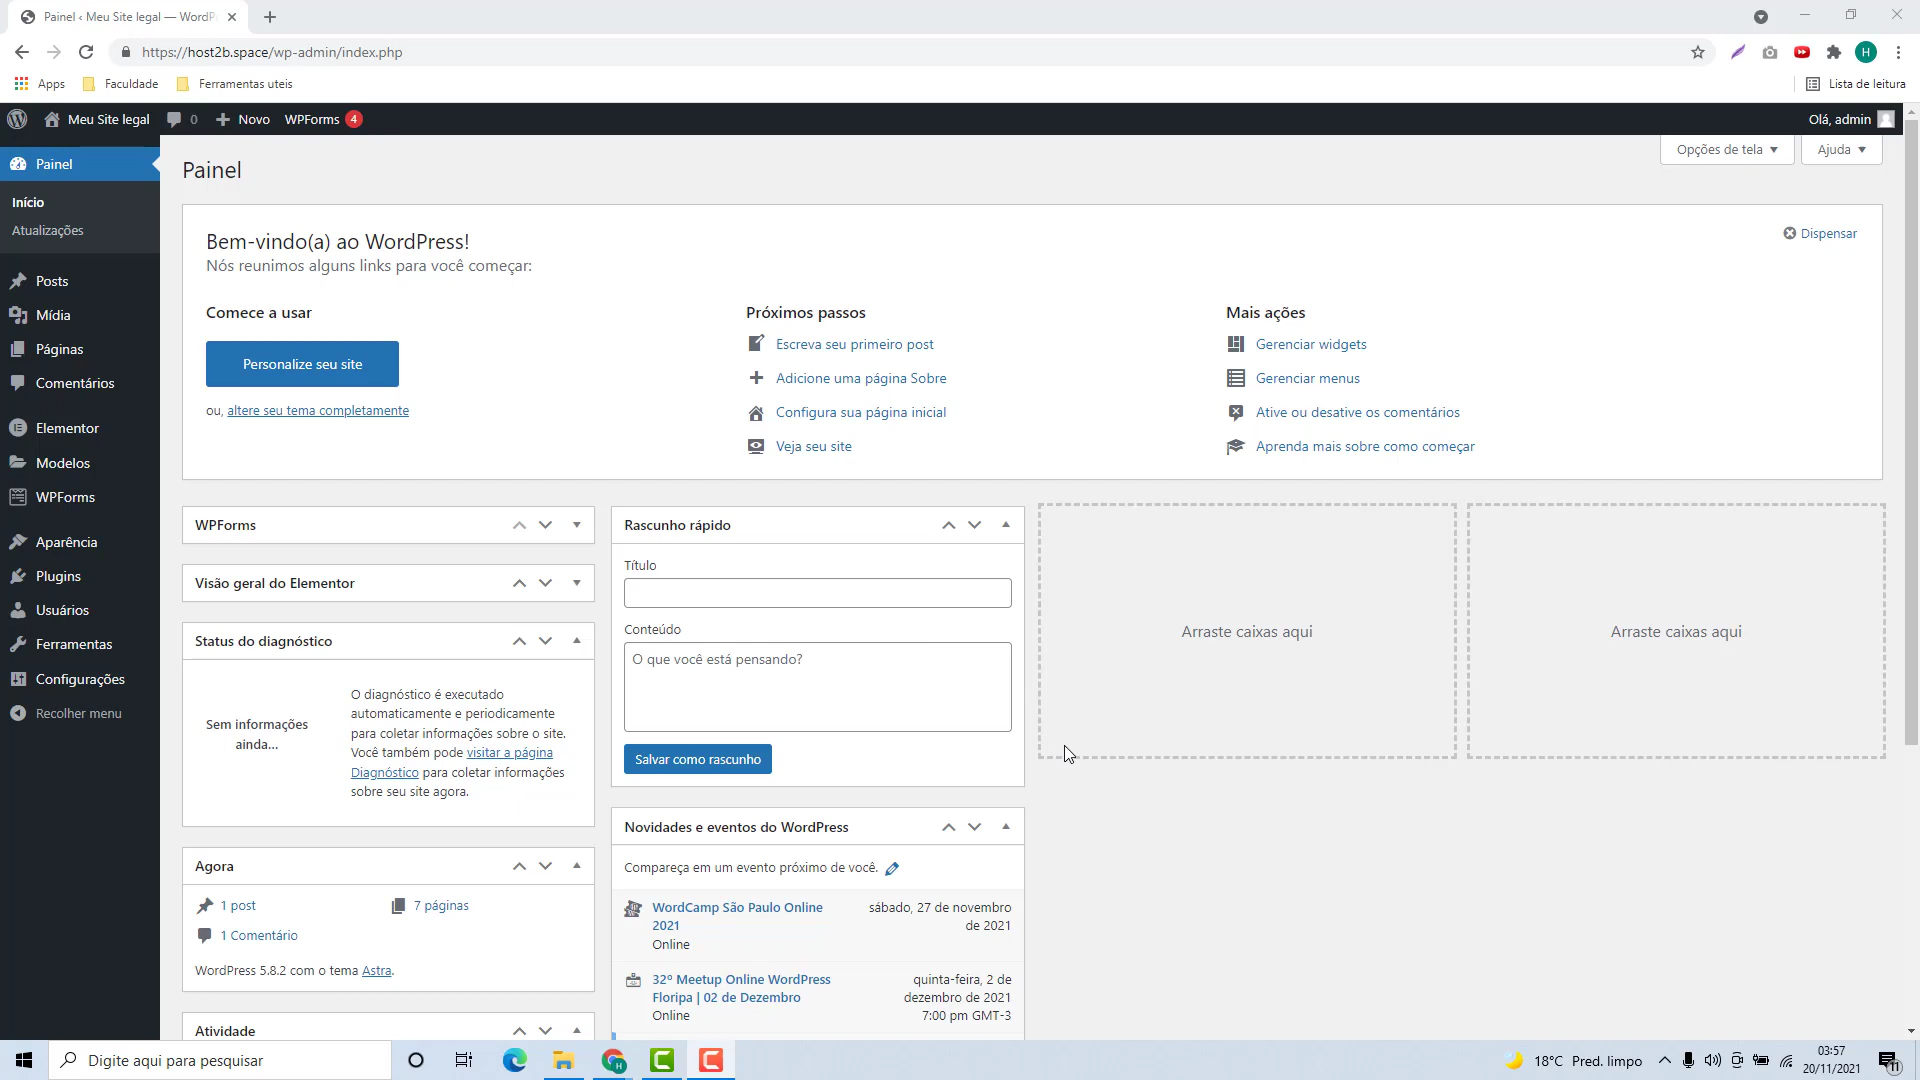 Painel ‹ Meu Site legal — WordP
https://host2b.space/wp-admin/index.php
H
Apps
Faculdade
Ferramentas uteis
Lista de leitura
Meu Site legal
0
Novo
WPForms 4
Olá, admin
Painel
Início
Atualizações
Posts
Mídia
Páginas
Comentários
Elementor
Modelos
WPForms
Aparência
Plugins
Usuários
Ferramentas
Configurações
Recolher menu
Painel
Opções de tela
Ajuda
Bem-vindo(a) ao WordPress!
Nós reunimos alguns links para você começar:
Dispensar
Comece a usar
Personalize seu site
ou, altere seu tema completamente
Próximos passos
Escreva seu primeiro post
Adicione uma página Sobre
Configura sua página inicial
Veja seu site
Mais ações
Gerenciar widgets
Gerenciar menus
Ative ou desative os comentários
Aprenda mais sobre como começar
WPForms
Visão geral do Elementor
Status do diagnóstico
Sem informações
ainda...
O diagnóstico é executado
automaticamente e periodicamente
para coletar informações sobre o site.
Você também pode visitar a página
Diagnóstico para coletar informações
sobre seu site agora.
Agora
1 post
7 páginas
1 Comentário
WordPress 5.8.2 com o tema Astra.
Atividade
Rascunho rápido
Título
Conteúdo
O que você está pensando?
Salvar como rascunho
Novidades e eventos do WordPress
Compareça em um evento próximo de você.
WordCamp São Paulo Online
2021
Online
sábado, 27 de novembro
de 2021
32º Meetup Online WordPress
Floripa | 02 de Dezembro
Online
quinta-feira, 2 de
dezembro de 2021
7:00 pm GMT-3
Arraste caixas aqui
Arraste caixas aqui
Digite aqui para pesquisar
18°C Pred. limpo
03:57
20/11/2021
11